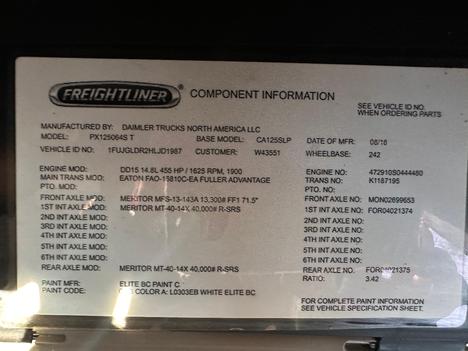 FREIGHTLINER ® COMPONENT INFORMATION
SEE VEHICLE ID NO.
WHEN ORDERING PARTS
MANUFACTURED BY: DAIMLER TRUCKS NORTH AMERICA LLC
MODEL: PX125064S T BASE MODEL: CA125SLP DATE OF MFR: 08/16
VEHICLE ID NO: 1FUJGLDR2HLJD1987 CUSTOMER: W43551 WHEELBASE: 242
ENGINE MOD: DD15 14.8L 455 HP / 1625 RPM, 1900 ENGINE NO: 472910S0444480
MAIN TRANS MOD: EATON FAO-15810C-EA FULLER ADVANTAGE TRANS NO: K1187195
PTO. MOD: PTO. NO:
FRONT AXLE MOD: MERITOR MFS-13-143A 13,300# FF1 71.5" FRONT AXLE NO: MON02699653
1ST INT AXLE MOD: MERITOR MT-40-14X 40,000# R-SRS 1ST INT AXLE NO: FOR04021374
2ND INT AXLE MOD: 2ND INT AXLE NO:
3RD INT AXLE MOD: 3RD INT AXLE NO:
4TH INT AXLE MOD: 4TH INT AXLE NO:
5TH INT AXLE MOD: 5TH INT AXLE NO:
6TH INT AXLE MOD: 6TH INT AXLE NO:
REAR AXLE MOD: MERITOR MT-40-14X 40,000# R-SRS REAR AXLE NO: FOR04021375
RATIO: 3.42
PAINT MFR: ELITE BC PAINT C
PAINT CODE: COLOR A: L0303EB WHITE ELITE BC
FOR COMPLETE PAINT INFORMATION
SEE VEHICLE SPECIFICATION SHEET.